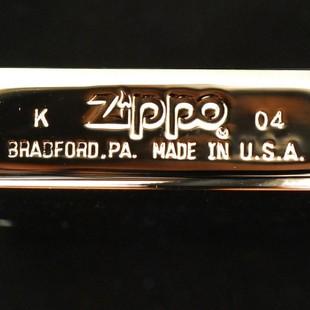 K Zippo® 04
BRADFORD,PA. MADE IN U.S.A.